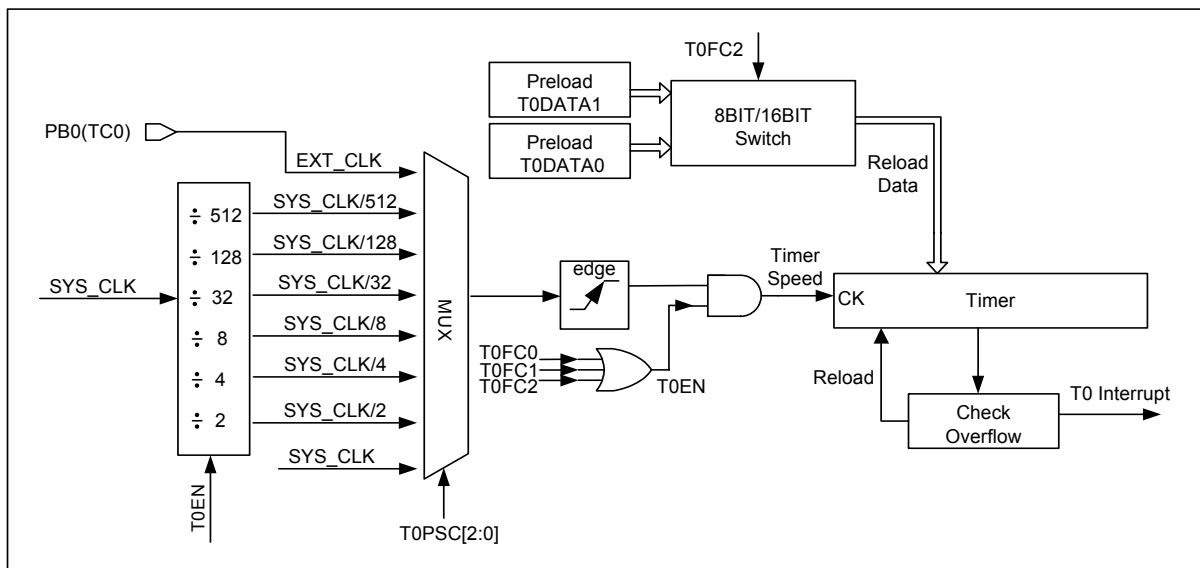 T0FC2
Preload
T0DATA1
8BIT/16BIT
Switch
Preload
T0DATA0
Reload
Data
PB0(TC0)
EXT_CLK
÷ 512
SYS_CLK/512
÷ 128
SYS_CLK/128
SYS_CLK
÷ 32
SYS_CLK/32
÷ 8
SYS_CLK/8
÷ 4
SYS_CLK/4
÷ 2
SYS_CLK/2
SYS_CLK
T0EN
MUX
T0PSC[2:0]
edge
T0FC0
T0FC1
T0FC2
T0EN
Timer
Speed
CK
Timer
Reload
Check
Overflow
T0 Interrupt